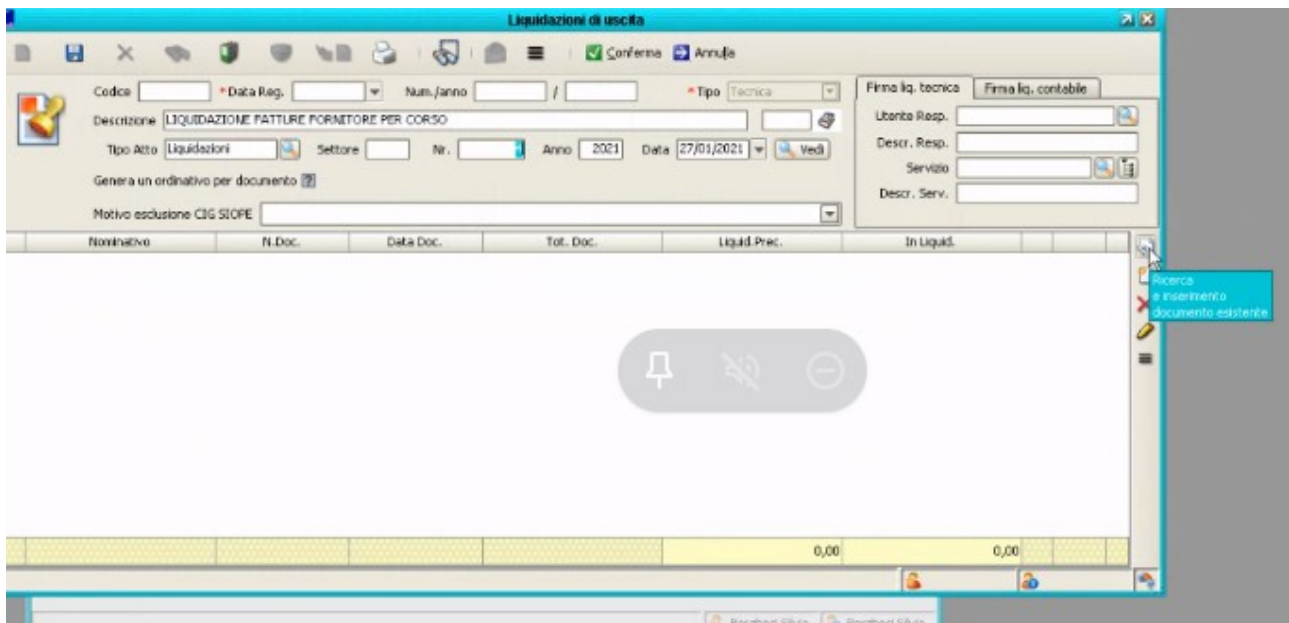 Liquidazioni di uscita
Conferma Annulla
Codice *Data Reg. Num./anno / *Tipo Tecnica
Descrizione LIQUIDAZIONE FATTURE FORNITORE PER CORSO
Tipo Atto Liquidazioni Settore Nr. Anno 2021 Data 27/01/2021 Vedi
Genera un ordinativo per documento ?
Motivo esclusione CIG SIOPE
Firma liq. tecnica Firma liq. contabile
Utente Resp.
Descr. Resp.
Servizio
Descr. Serv.
Nominativo N.Doc. Data Doc. Tot. Doc. Liquid.Prec. In Liquid.
Ricerca
e inserimento
documento esistente
0,00 0,00